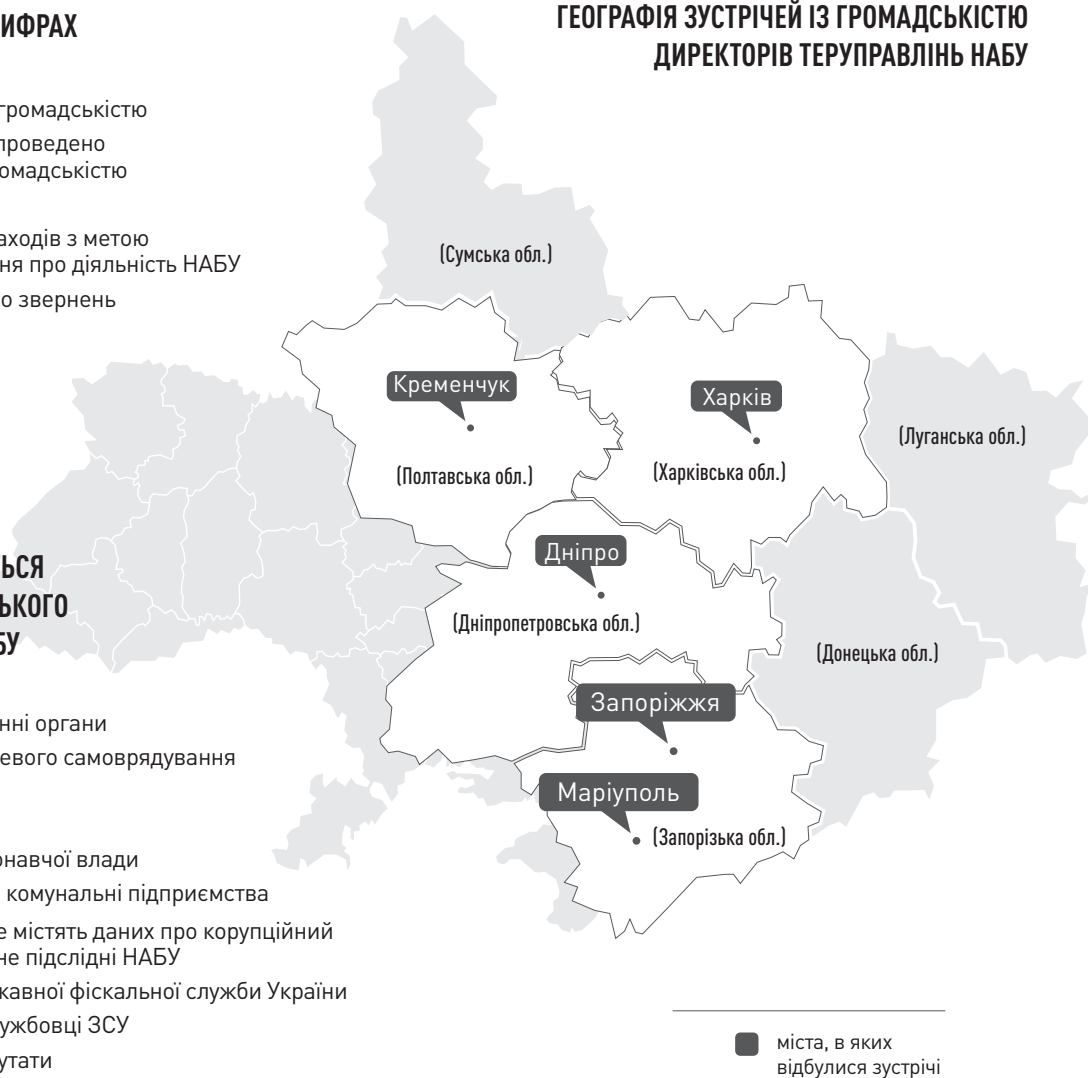 ИФРАХ
громадськістю
проведено
омадськістю
аходів з метою
ня про діяльність НАБУ
о звернень
ЬСЯ
ЬКОГО
БУ
нні органи
евого самоврядування
онавчої влади
комунальні підприємства
е містять даних про корупційний
не підслідні НАБУ
жавної фіскальної служби України
ужбовці ЗСУ
утати
ГЕОГРАФІЯ ЗУСТРІЧЕЙ ІЗ ГРОМАДСЬКІСТЮ
ДИРЕКТОРІВ ТЕРУПРАВЛІНЬ НАБУ
(Сумська обл.)
Кременчук
(Полтавська обл.)
Харків
(Харківська обл.)
(Луганська обл.)
Дніпро
(Дніпропетровська обл.)
(Донецька обл.)
Запоріжжя
Маріуполь
(Запорізька обл.)
міста, в яких
відбулися зустрічі